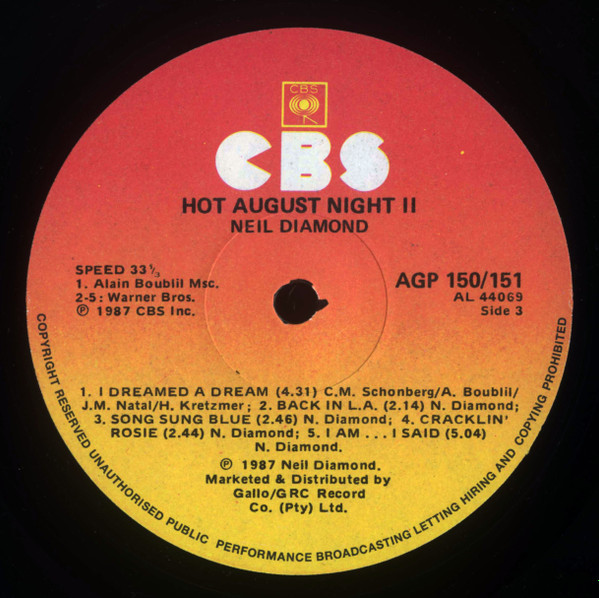 CBS
CBS
HOT AUGUST NIGHT II
NEIL DIAMOND
SPEED 33⅓
1. Alain Boublil Msc.
2-5: Warner Bros.
℗ 1987 CBS Inc.
AGP 150/151
AL 44069
Side 3
1. I DREAMED A DREAM (4.31) C.M. Schonberg/A. Boublil/
J.M. Natal/H. Kretzmer; 2. BACK IN L.A. (2.14) N. Diamond;
3. SONG SUNG BLUE (2.46) N. Diamond; 4. CRACKLIN'
ROSIE (2.44) N. Diamond; 5. I AM . . . I SAID (5.04)
N. Diamond.
℗ 1987 Neil Diamond.
Marketed & Distributed by
Gallo/GRC Record
Co. (Pty) Ltd.
COPYRIGHT RESERVED UNAUTHORISED PUBLIC PERFORMANCE BROADCASTING LETTING HIRING AND COPYING PROHIBITED